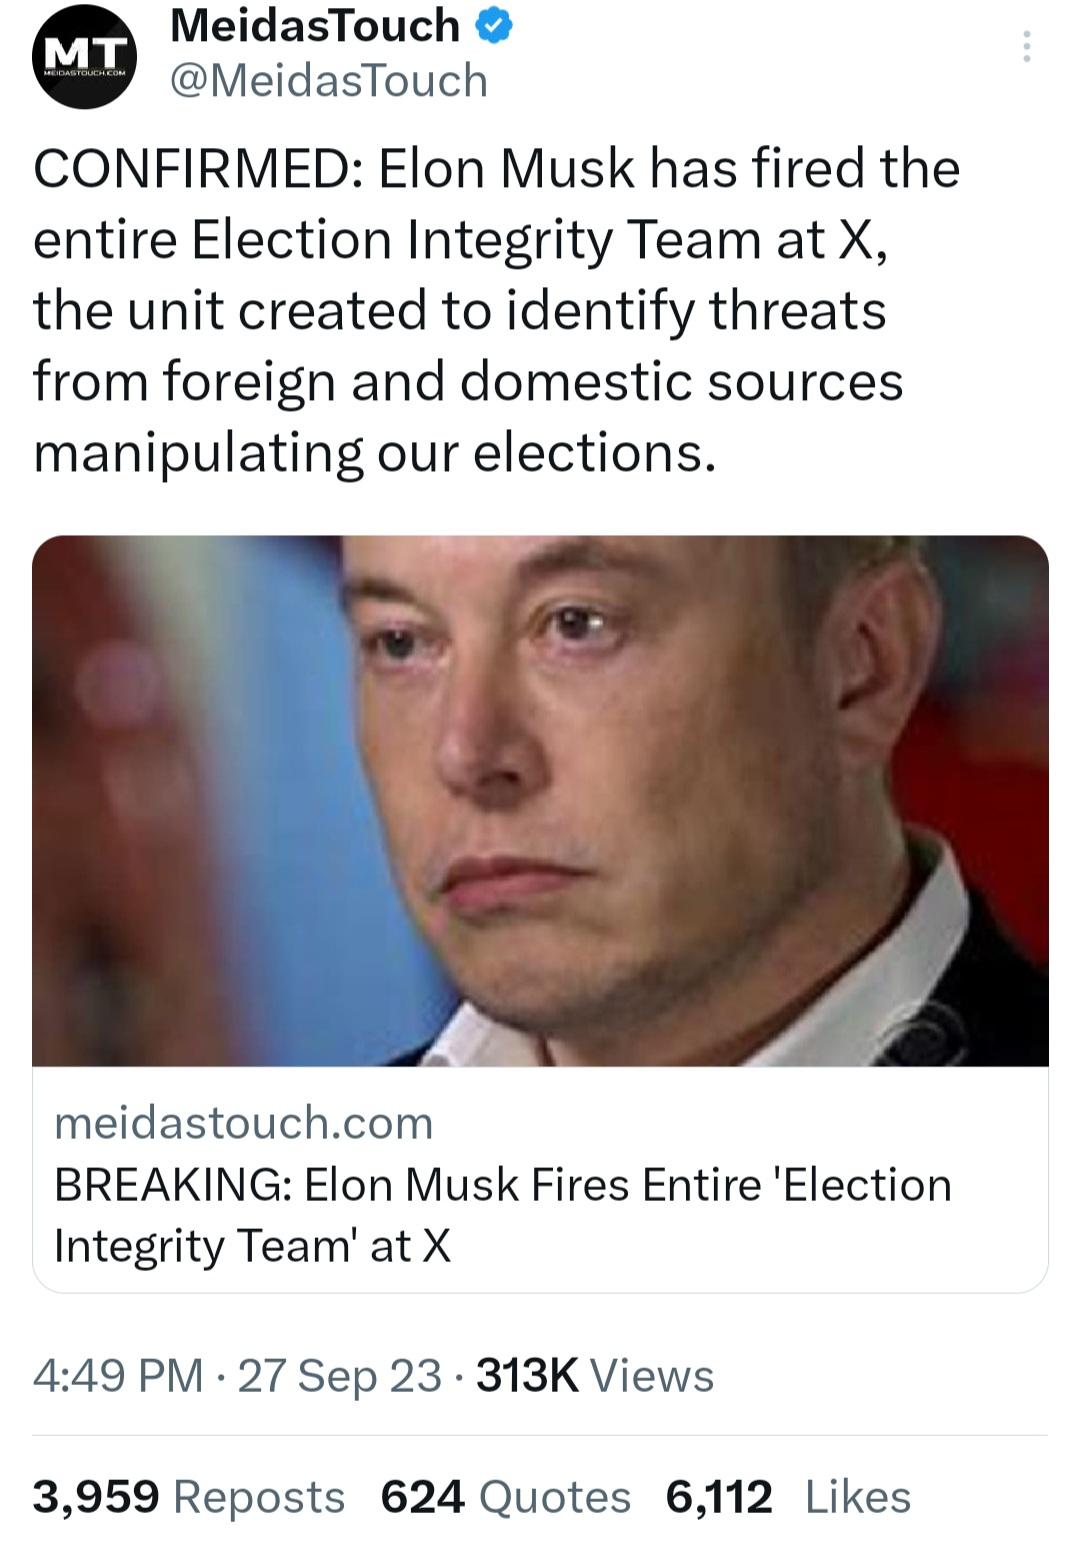 MT
MEIDASTOUCH.COM
MeidasTouch
@MeidasTouch
CONFIRMED: Elon Musk has fired the
entire Election Integrity Team at X,
the unit created to identify threats
from foreign and domestic sources
manipulating our elections.
meidastouch.com
BREAKING: Elon Musk Fires Entire 'Election
Integrity Team' at X
4:49 PM · 27 Sep 23 · 313K Views
3,959 Reposts 624 Quotes 6,112 Likes